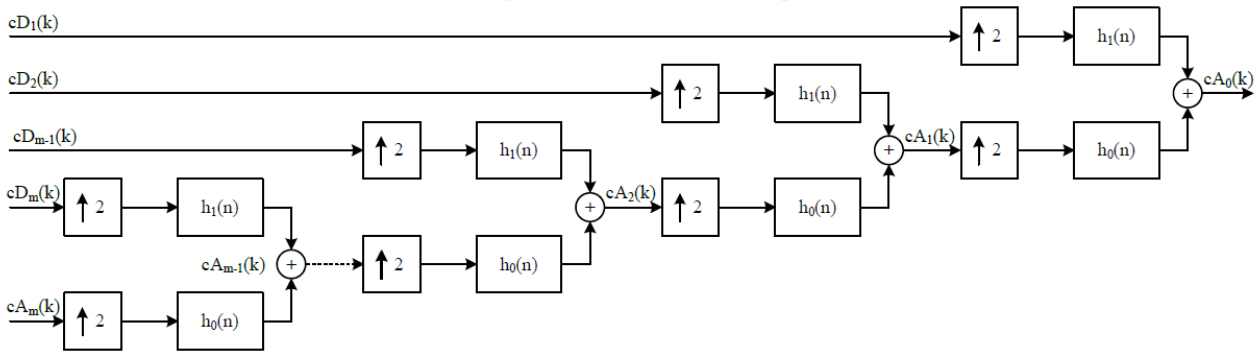 cD₁(k)
↑ 2
h₁(n)
cD₂(k)
↑ 2
h₁(n)
+
cA₀(k)
cD_{m-1}(k)
↑ 2
h₁(n)
+
cA₁(k)
↑ 2
h₀(n)
cD_m(k)
↑ 2
h₁(n)
+
cA₂(k)
↑ 2
h₀(n)
cA_{m-1}(k)
+
↑ 2
h₀(n)
cA_m(k)
↑ 2
h₀(n)